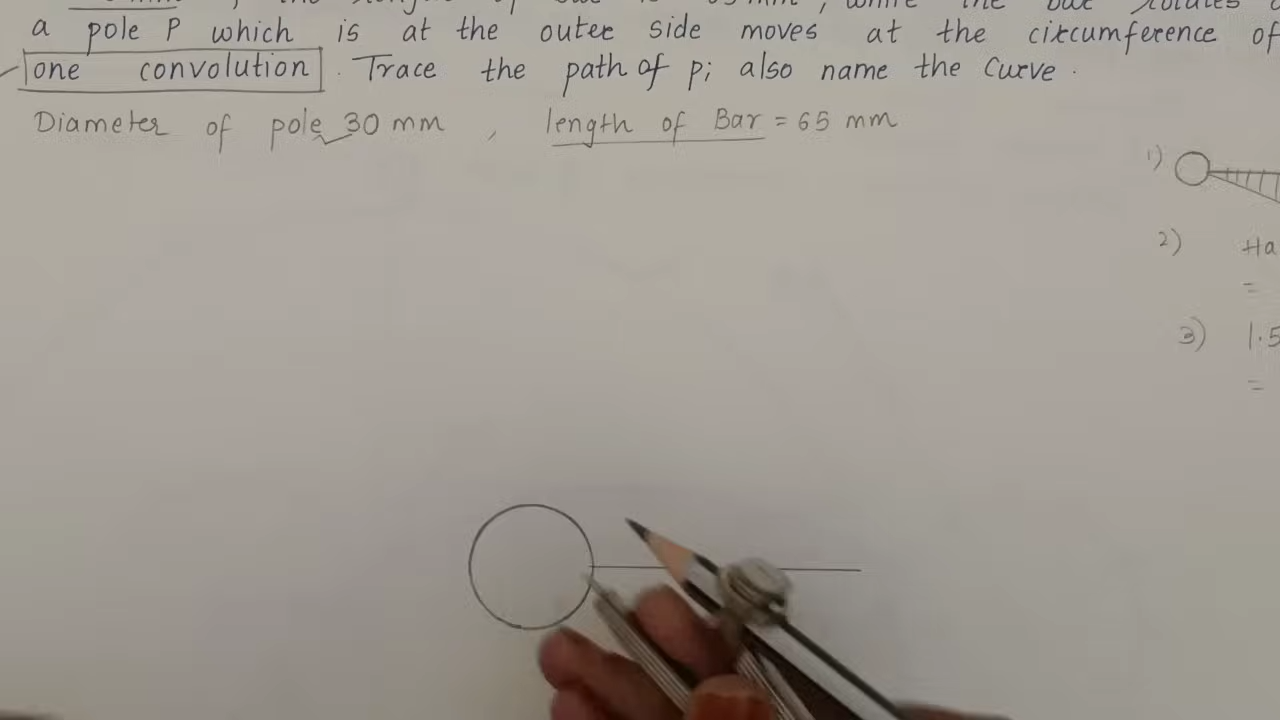 a pole P which is at the outer side moves at the circumference of
one convolution . Trace the path of p; also name the curve .
Diameter of pole 30 mm , length of Bar = 65 mm
1)
2) Ha
=
3) 1.5
=